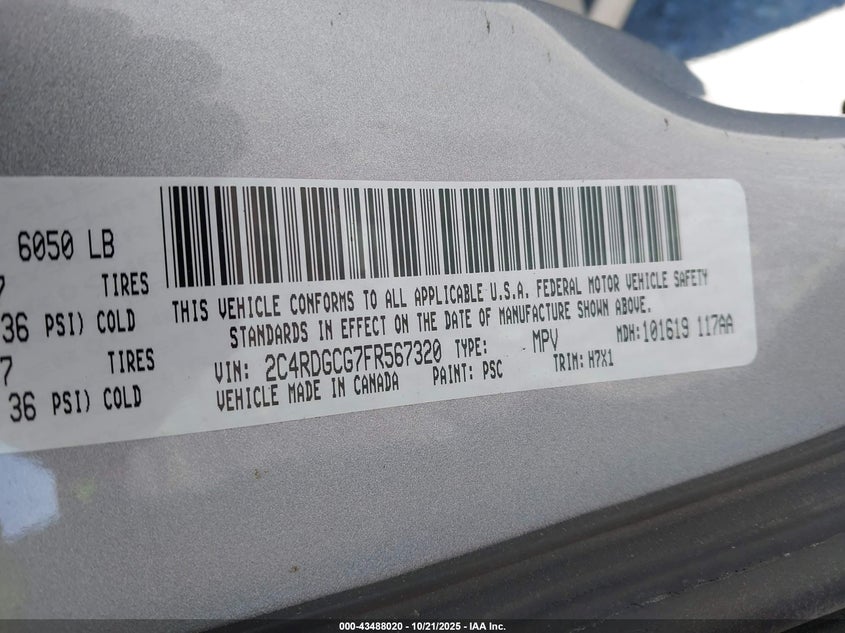 6050 LB
7 TIRES
36 PSI) COLD
7 TIRES
36 PSI) COLD
THIS VEHICLE CONFORMS TO ALL APPLICABLE U.S.A. FEDERAL MOTOR VEHICLE SAFETY
STANDARDS IN EFFECT ON THE DATE OF MANUFACTURE SHOWN ABOVE.
VIN: 2C4RDGCG7FR567320 TYPE: MPV MDH:101619 117AA
VEHICLE MADE IN CANADA PAINT: PSC TRIM: H7X1
000-43488020 - 10/21/2025 - IAA Inc.